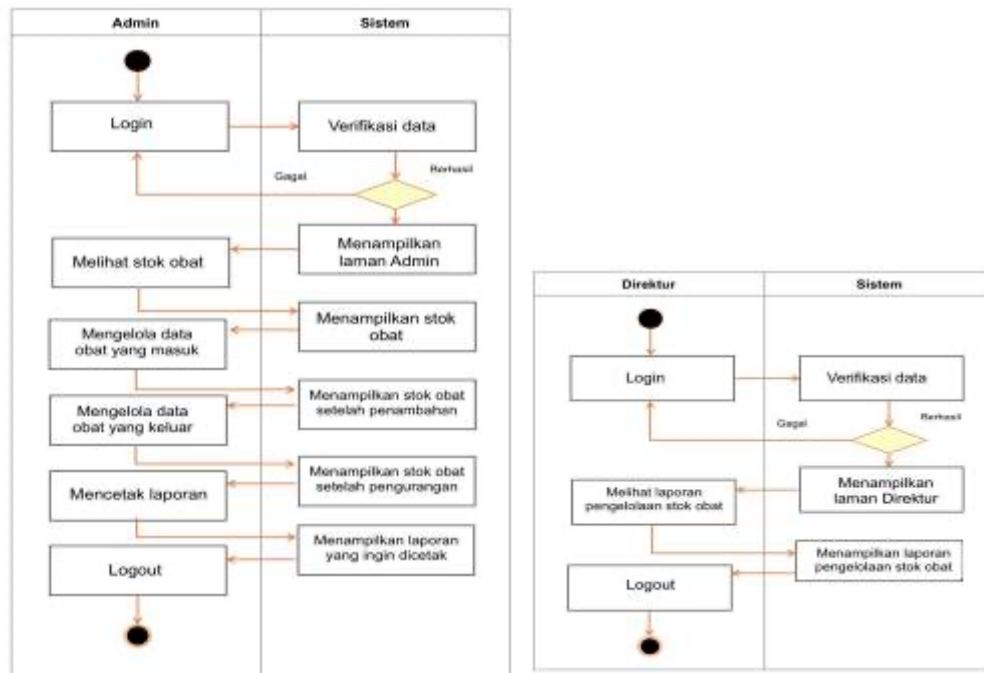 Admin
Sistem
Login
Verifikasi data
Gagal
Berhasil
Menampilkan
laman Admin
Melihat stok obat
Menampilkan stok
obat
Mengelola data
obat yang masuk
Menampilkan stok obat
setelah penambahan
Mengelola data
obat yang keluar
Menampilkan stok obat
setelah pengurangan
Mencetak laporan
Menampilkan laporan
yang ingin dicetak
Logout
Direktur
Sistem
Login
Verifikasi data
Gagal
Berhasil
Menampilkan
laman Direktur
Melihat laporan
pengelolaan stok obat
Menampilkan laporan
pengelolaan stok obat
Logout